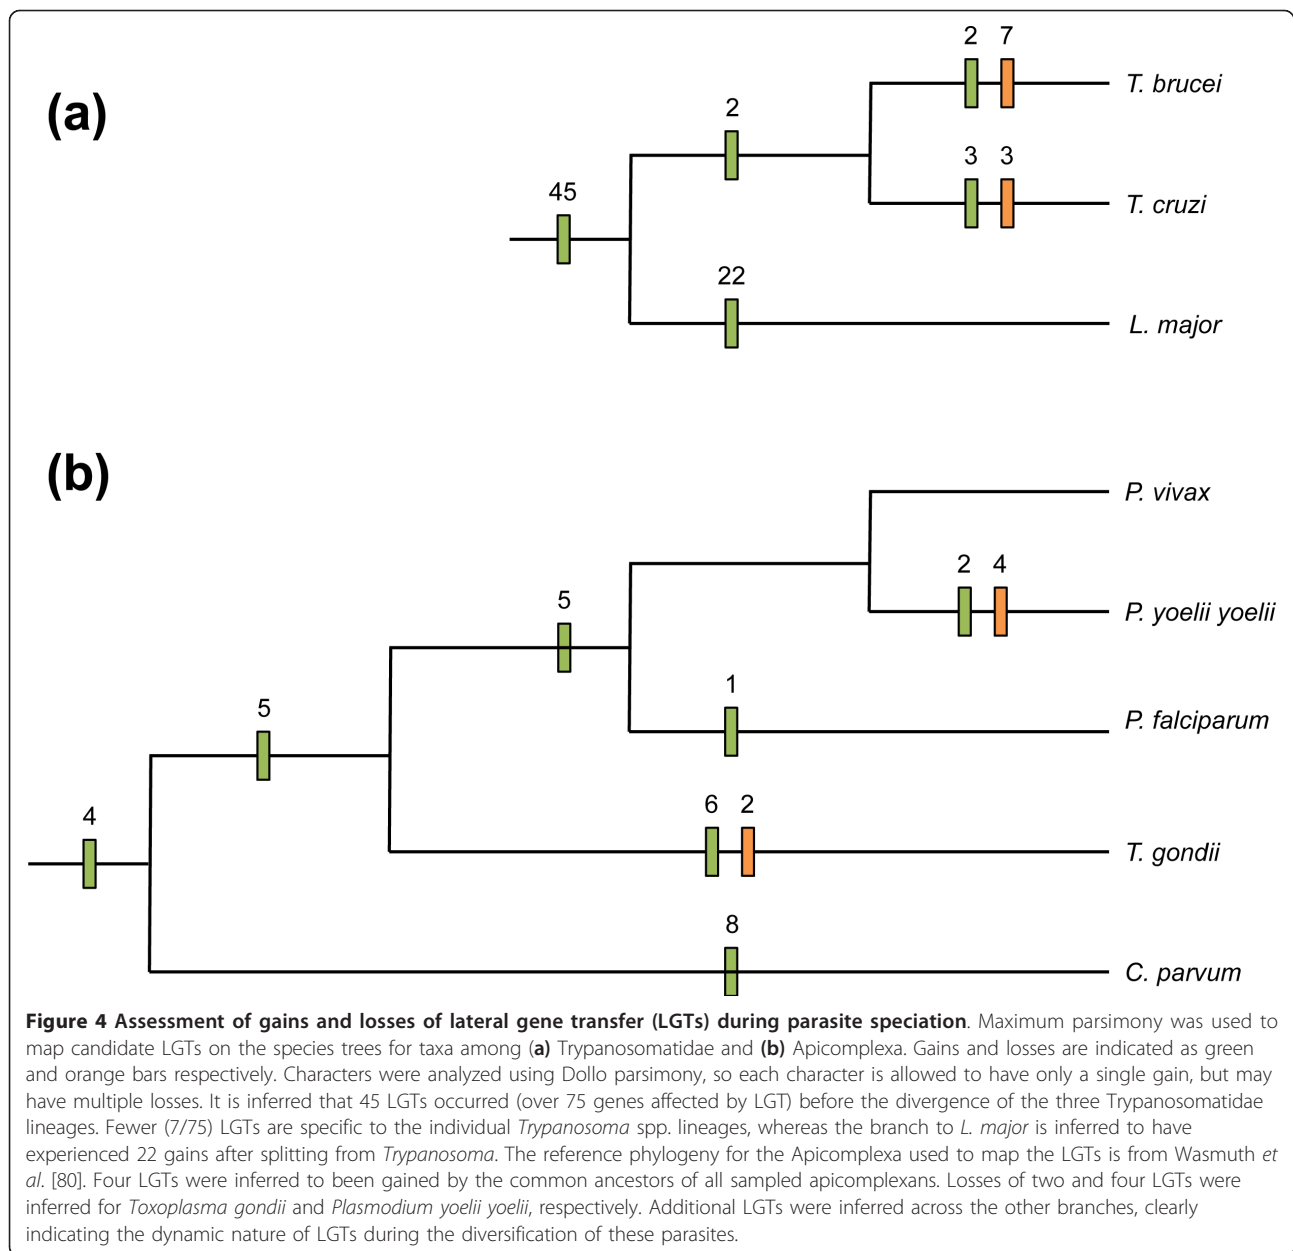 (a)
2 7
T. brucei
2
3 3
T. cruzi
45
22
L. major
(b)
P. vivax
2 4
P. yoelii yoelii
5
1
P. falciparum
5
6 2
T. gondii
4
8
C. parvum
Figure 4 Assessment of gains and losses of lateral gene transfer (LGTs) during parasite speciation. Maximum parsimony was used to
map candidate LGTs on the species trees for taxa among (a) Trypanosomatidae and (b) Apicomplexa. Gains and losses are indicated as green
and orange bars respectively. Characters were analyzed using Dollo parsimony, so each character is allowed to have only a single gain, but may
have multiple losses. It is inferred that 45 LGTs occurred (over 75 genes affected by LGT) before the divergence of the three Trypanosomatidae
lineages. Fewer (7/75) LGTs are specific to the individual Trypanosoma spp. lineages, whereas the branch to L. major is inferred to have
experienced 22 gains after splitting from Trypanosoma. The reference phylogeny for the Apicomplexa used to map the LGTs is from Wasmuth et
al. [80]. Four LGTs were inferred to been gained by the common ancestors of all sampled apicomplexans. Losses of two and four LGTs were
inferred for Toxoplasma gondii and Plasmodium yoelii yoelii, respectively. Additional LGTs were inferred across the other branches, clearly
indicating the dynamic nature of LGTs during the diversification of these parasites.